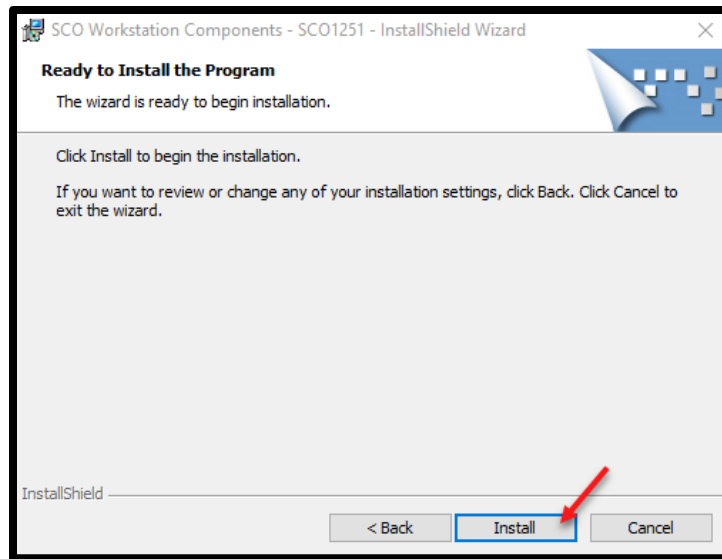 SCO Workstation Components - SCO1251 - InstallShield Wizard
Ready to Install the Program
The wizard is ready to begin installation.
Click Install to begin the installation.
If you want to review or change any of your installation settings, click Back. Click Cancel to
exit the wizard.
InstallShield
< Back Install Cancel